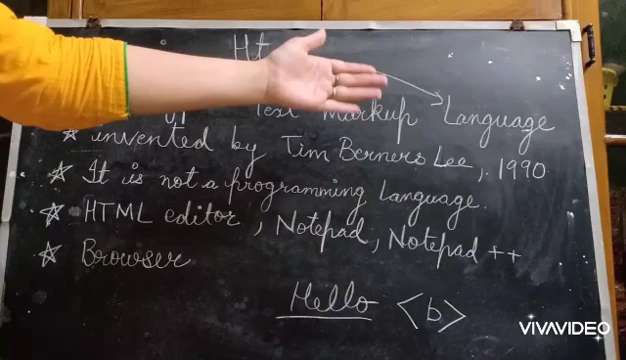 Ht
Text Markup Language
☆ invented by Tim Berners Lee, 1990
☆ It is not a programming Language.
☆ HTML editor, Notepad, Notepad ++
☆ Browser
Hello <b>
VIVAVIDEO